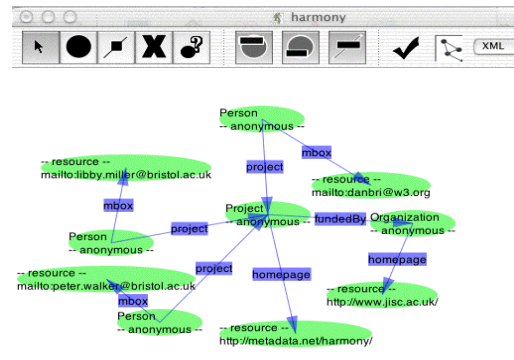 harmony
XML
Person
-- anonymous --
mbox
project
-- resource --
mailto:libby.miller@bristol.ac.uk
-- resource --
mailto:danbri@w3.org
mbox
Project
-- anonymous --
fundedBy
Organization
-- anonymous --
project
Person
-- anonymous --
homepage
project
homepage
-- resource --
mailto:peter.walker@bristol.ac.uk
-- resource --
http://www.jisc.ac.uk/
mbox
Person
-- anonymous --
-- resource --
http://metadata.net/harmony/